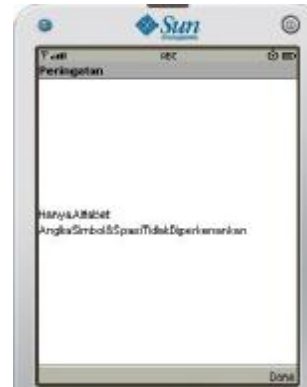 Sun
ABC
Peringatan
HanyaAlfabet
AngkaSimbol&SpasiTidakDiperkenankan
Done